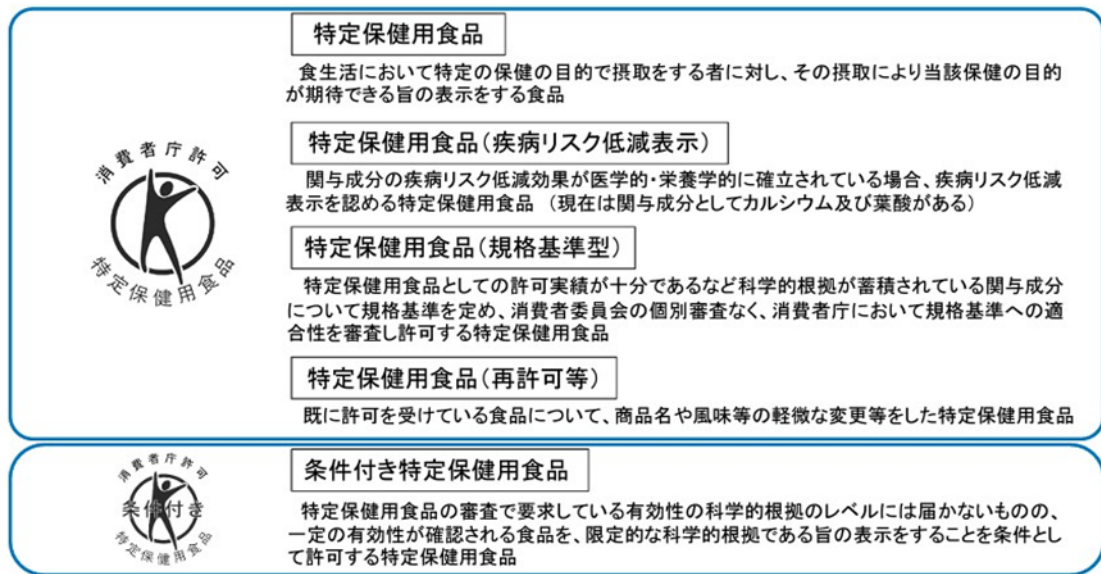 特定保健用食品
食生活において特定の保健の目的で摂取をする者に対し、その摂取により当該保健の目的
が期待できる旨の表示をする食品
消費者庁許可
特定保健用食品
特定保健用食品(疾病リスク低減表示)
関与成分の疾病リスク低減効果が医学的・栄養学的に確立されている場合、疾病リスク低減
表示を認める特定保健用食品 (現在は関与成分としてカルシウム及び葉酸がある)
特定保健用食品(規格基準型)
特定保健用食品としての許可実績が十分であるなど科学的根拠が蓄積されている関与成分
について規格基準を定め、消費者委員会の個別審査なく、消費者庁において規格基準への適
合性を審査し許可する特定保健用食品
特定保健用食品(再許可等)
既に許可を受けている食品について、商品名や風味等の軽微な変更等をした特定保健用食品
消費者庁許可
条件付き
特定保健用食品
条件付き特定保健用食品
特定保健用食品の審査で要求している有効性の科学的根拠のレベルには届かないものの、
一定の有効性が確認される食品を、限定的な科学的根拠である旨の表示をすることを条件とし
て許可する特定保健用食品